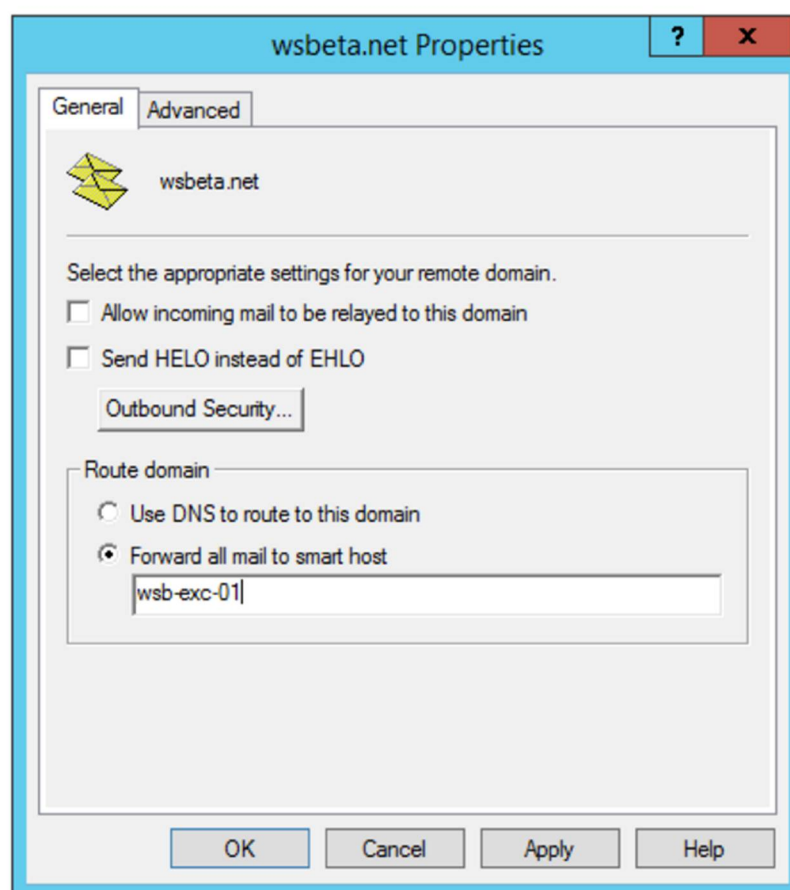 wsbeta.net Properties
?
x
General
Advanced
wsbeta.net
Select the appropriate settings for your remote domain.
Allow incoming mail to be relayed to this domain
Send HELO instead of EHLO
Outbound Security...
Route domain
Use DNS to route to this domain
Forward all mail to smart host
wsb-exc-01
OK
Cancel
Apply
Help